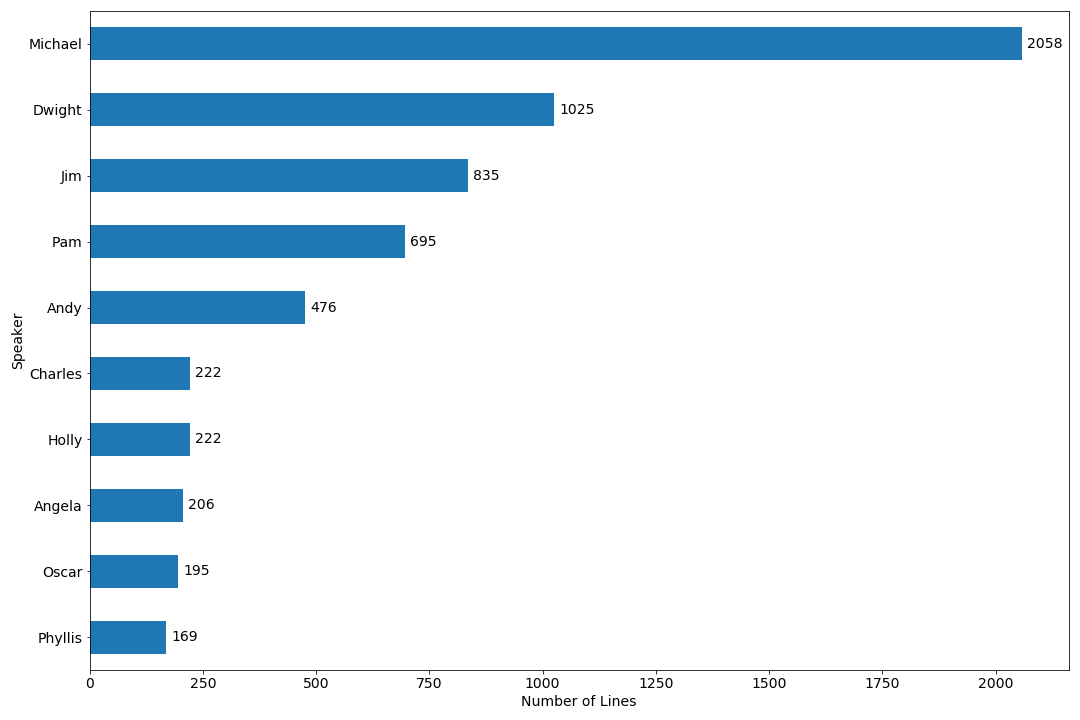 Michael 2058
Dwight 1025
Jim 835
Pam 695
Andy 476
Charles 222
Holly 222
Angela 206
Oscar 195
Phyllis 169
Speaker
0 250 500 750 1000 1250 1500 1750 2000
Number of Lines